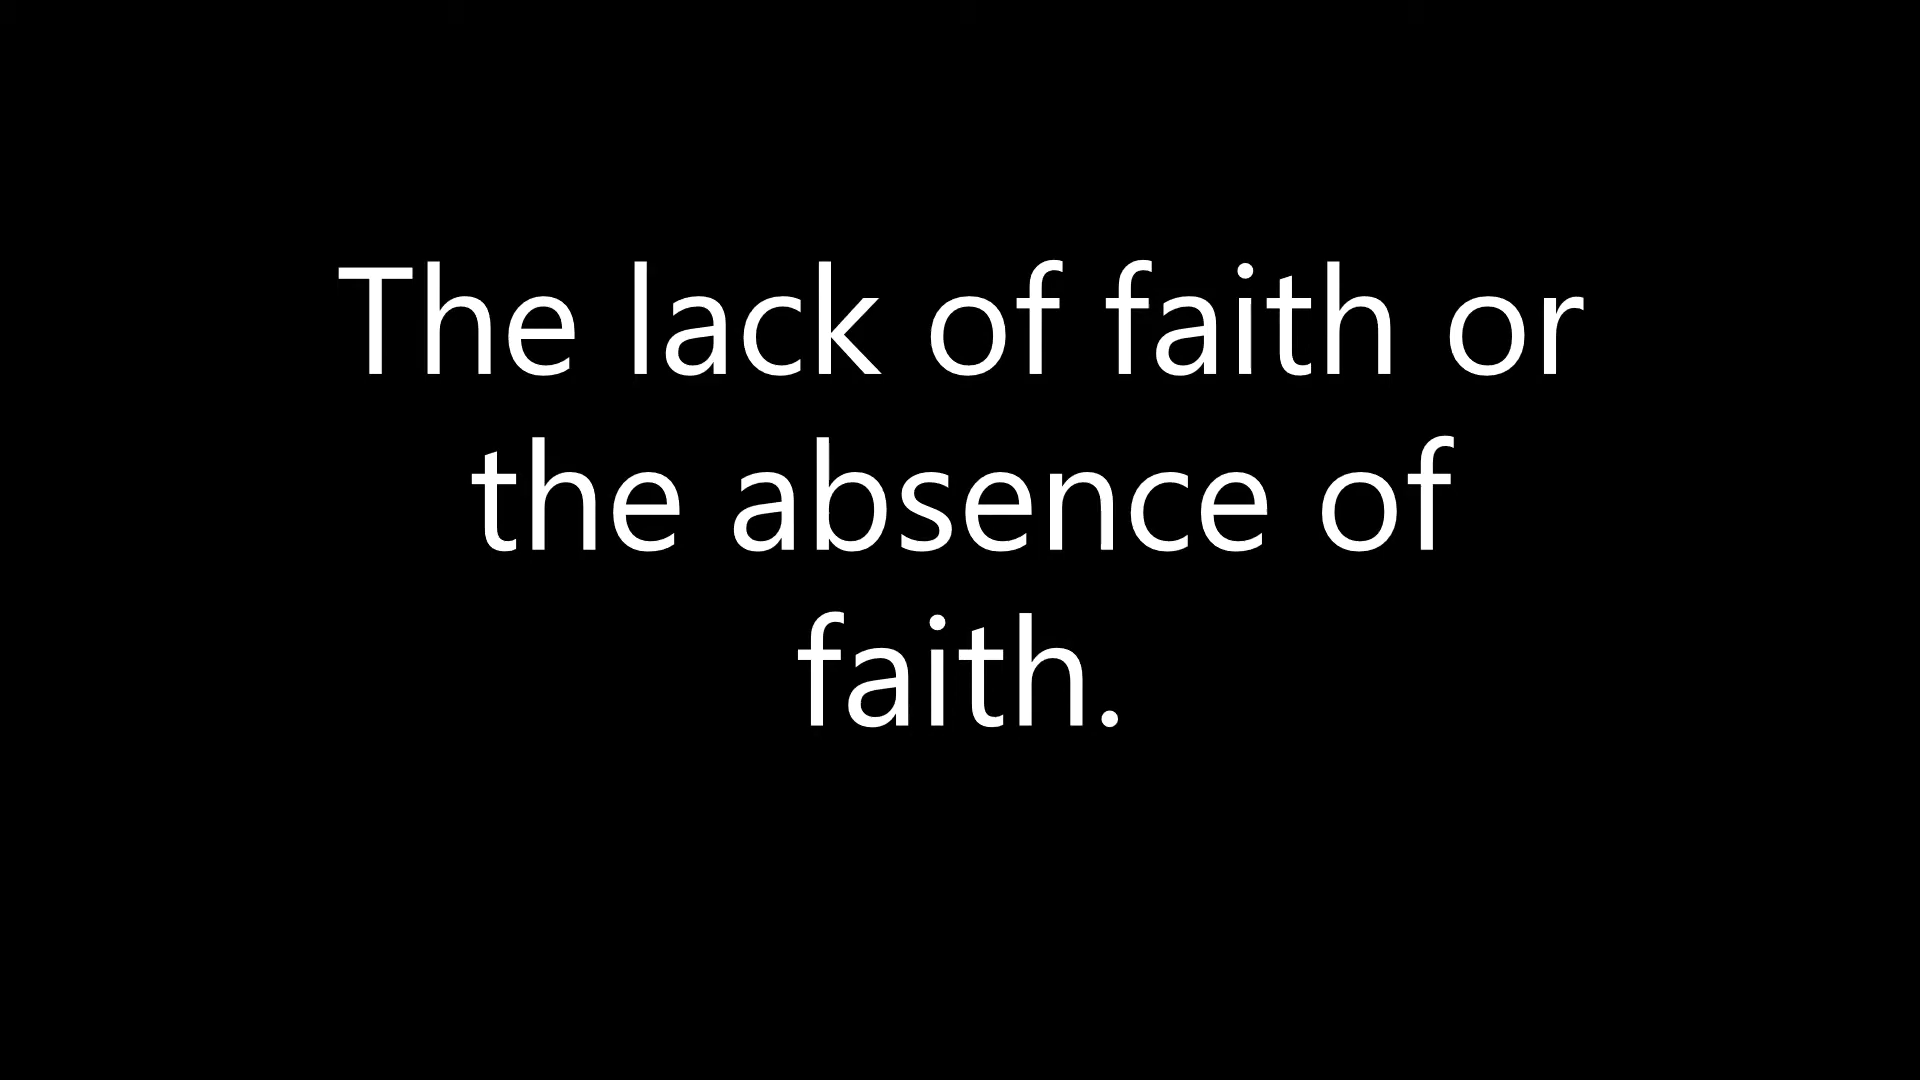 The lack of faith or
the absence of
faith.